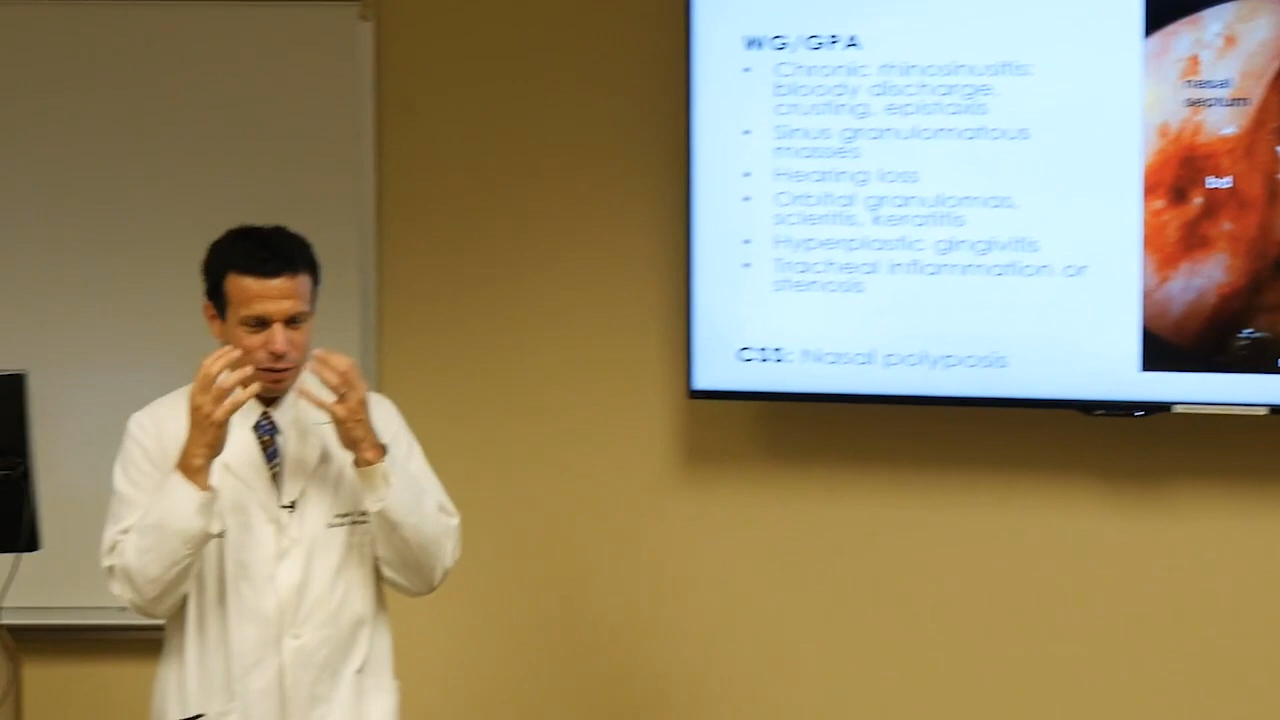 WG/GPA
• Chronic rhinosinusitis:
bloody discharge,
crusting, epistaxis
• Sinus granulomatous
masses
• Hearing loss
• Orbital granulomas,
scleritis, keratitis
• Hyperplastic gingivitis
• Tracheal inflammation or
stenosis
CSS: Nasal polyposis
nasal
septum